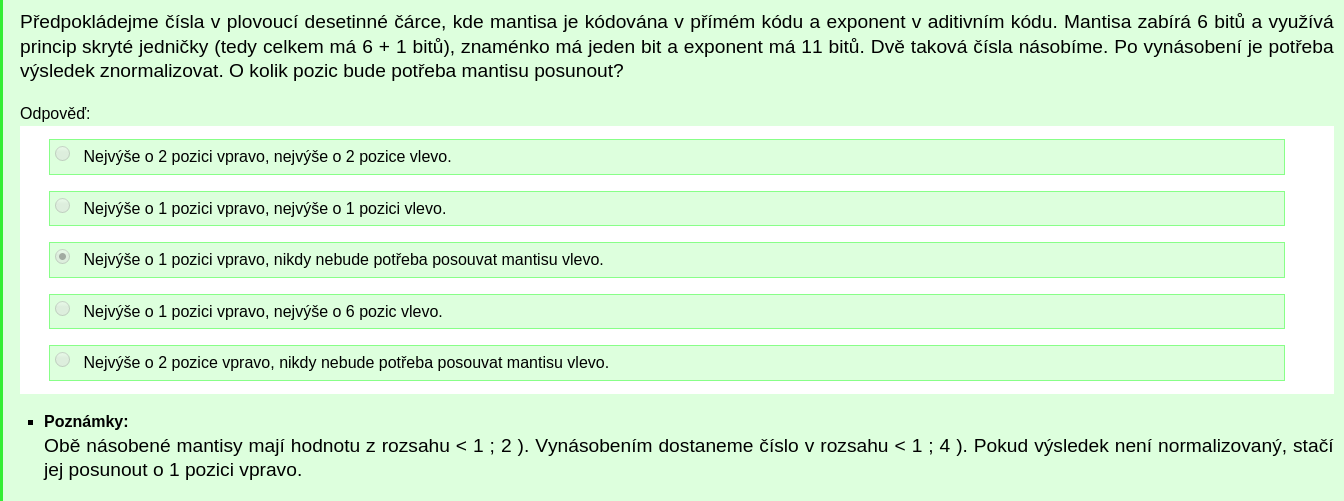 Předpokládejme čísla v plovoucí desetinné čárce, kde mantisa je kódována v přímém kódu a exponent v aditivním kódu. Mantisa zabírá 6 bitů a využívá
princip skryté jedničky (tedy celkem má 6 + 1 bitů), znaménko má jeden bit a exponent má 11 bitů. Dvě taková čísla násobíme. Po vynásobení je potřeba
výsledek znormalizovat. O kolik pozic bude potřeba mantisu posunout?
Odpověď:
Nejvýše o 2 pozici vpravo, nejvýše o 2 pozice vlevo.
Nejvýše o 1 pozici vpravo, nejvýše o 1 pozici vlevo.
Nejvýše o 1 pozici vpravo, nikdy nebude potřeba posouvat mantisu vlevo.
Nejvýše o 1 pozici vpravo, nejvýše o 6 pozic vlevo.
Nejvýše o 2 pozice vpravo, nikdy nebude potřeba posouvat mantisu vlevo.
Poznámky:
Obě násobené mantisy mají hodnotu z rozsahu < 1 ; 2 ). Vynásobením dostaneme číslo v rozsahu < 1 ; 4 ). Pokud výsledek není normalizovaný, stačí
jej posunout o 1 pozici vpravo.